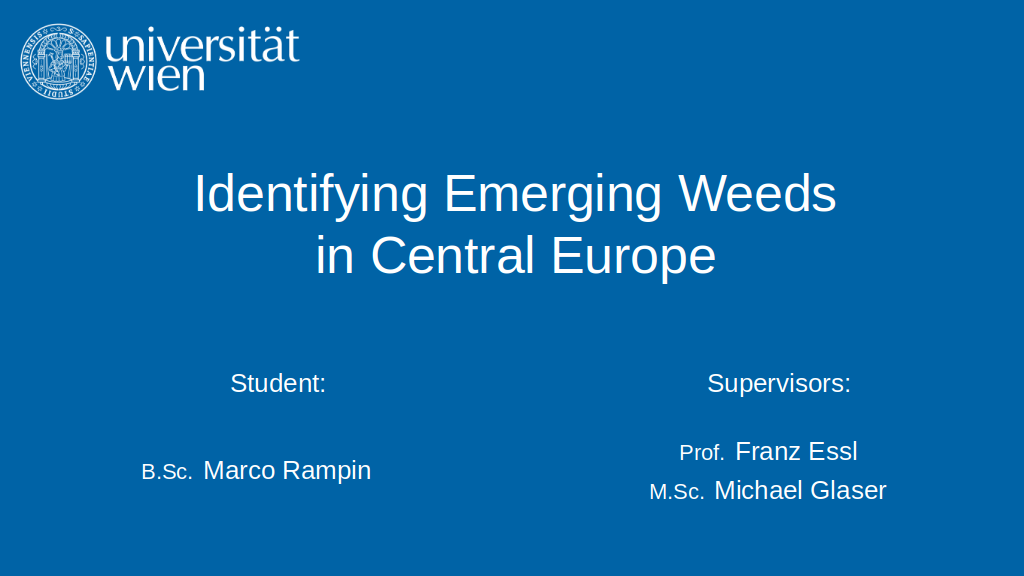 universität
wien
Identifying Emerging Weeds
in Central Europe
Student:
B.Sc. Marco Rampin
Supervisors:
Prof. Franz Essl
M.Sc. Michael Glaser